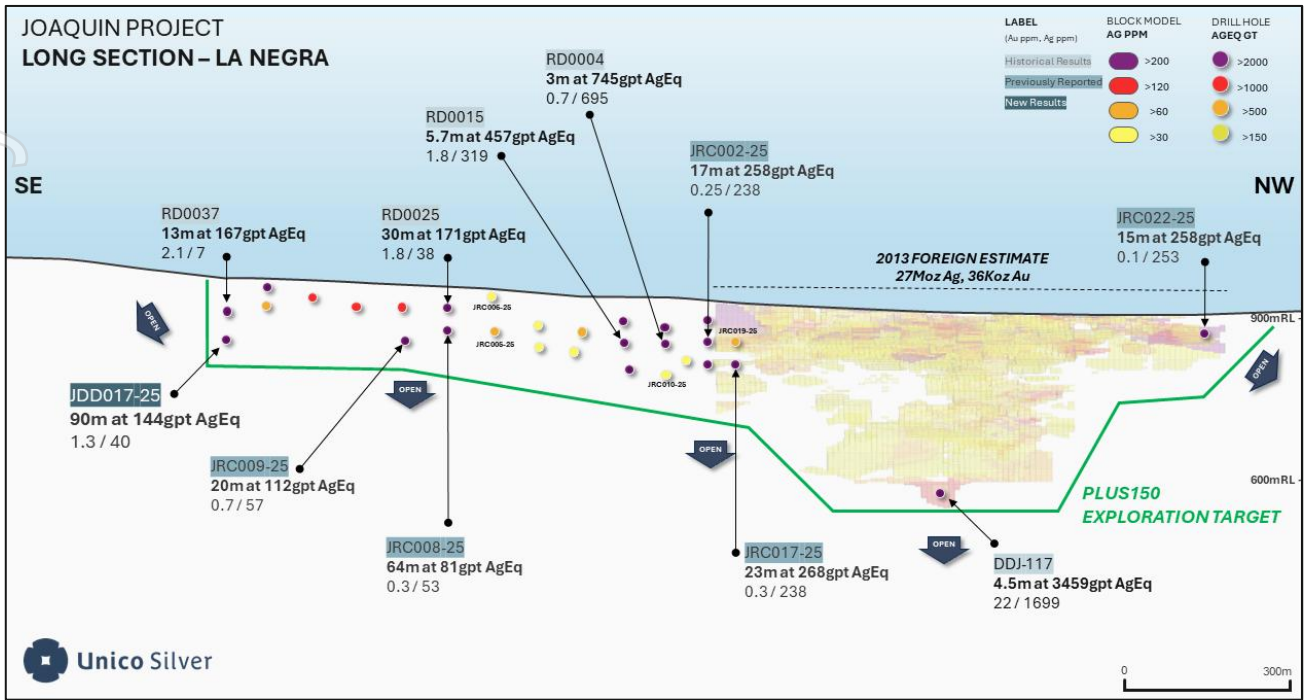 JOAQUIN PROJECT
LONG SECTION – LA NEGRA
LABEL
(Au ppm, Ag ppm)
Historical Results
Previously Reported
New Results
BLOCK MODEL
AG PPM
>200
>120
>60
>30
DRILL HOLE
AGEQ GT
>2000
>1000
>500
>150
SE
NW
RD0037
13m at 167gpt AgEq
2.1 / 7
RD0025
30m at 171gpt AgEq
1.8 / 38
RD0015
5.7m at 457gpt AgEq
1.8 / 319
RD0004
3m at 745gpt AgEq
0.7 / 695
JRC002-25
17m at 258gpt AgEq
0.25 / 238
JRC022-25
15m at 258gpt AgEq
0.1 / 253
2013 FOREIGN ESTIMATE
27Moz Ag, 36Koz Au
900mRL
600mRL
OPEN
OPEN
OPEN
OPEN
OPEN
JRC006-25
JRC005-25
JRC010-25
JRC019-25
JDD017-25
90m at 144gpt AgEq
1.3 / 40
JRC009-25
20m at 112gpt AgEq
0.7 / 57
JRC008-25
64m at 81gpt AgEq
0.3 / 53
JRC017-25
23m at 268gpt AgEq
0.3 / 238
DDJ-117
4.5m at 3459gpt AgEq
22 / 1699
PLUS150
EXPLORATION TARGET
Unico Silver
0 300m